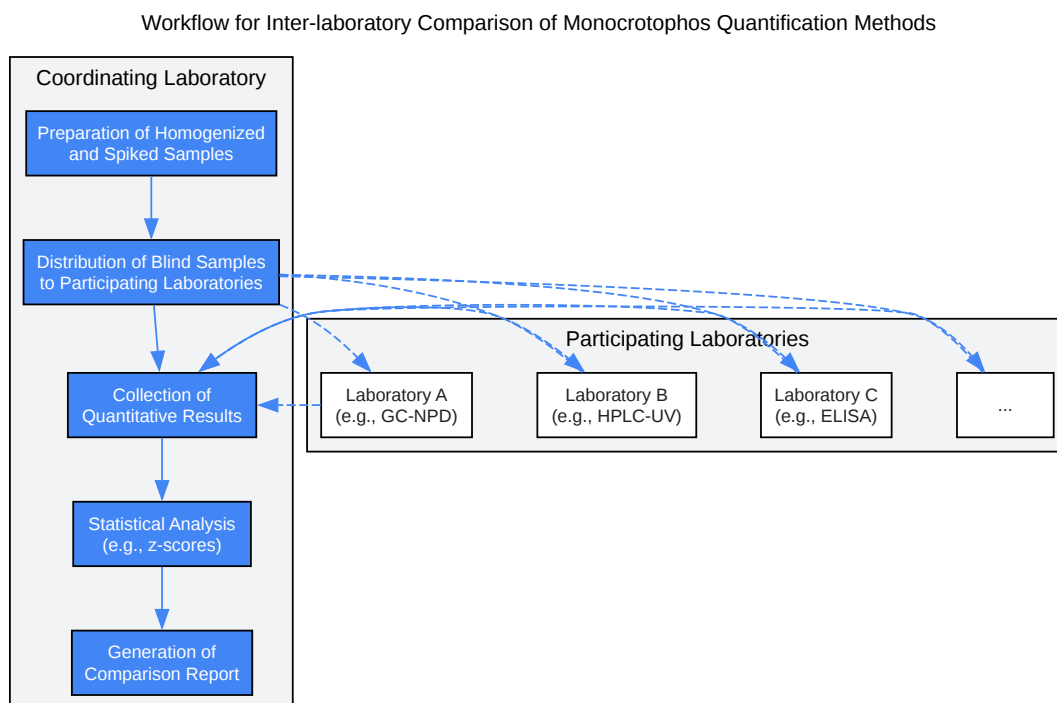 Workflow for Inter-laboratory Comparison of Monocrotophos Quantification Methods
Coordinating Laboratory
Preparation of Homogenized
and Spiked Samples
Distribution of Blind Samples
to Participating Laboratories
Participating Laboratories
Collection of
Quantitative Results
Laboratory A
(e.g., GC-NPD)
Laboratory B
(e.g., HPLC-UV)
Laboratory C
(e.g., ELISA)
...
Statistical Analysis
(e.g., z-scores)
Generation of
Comparison Report